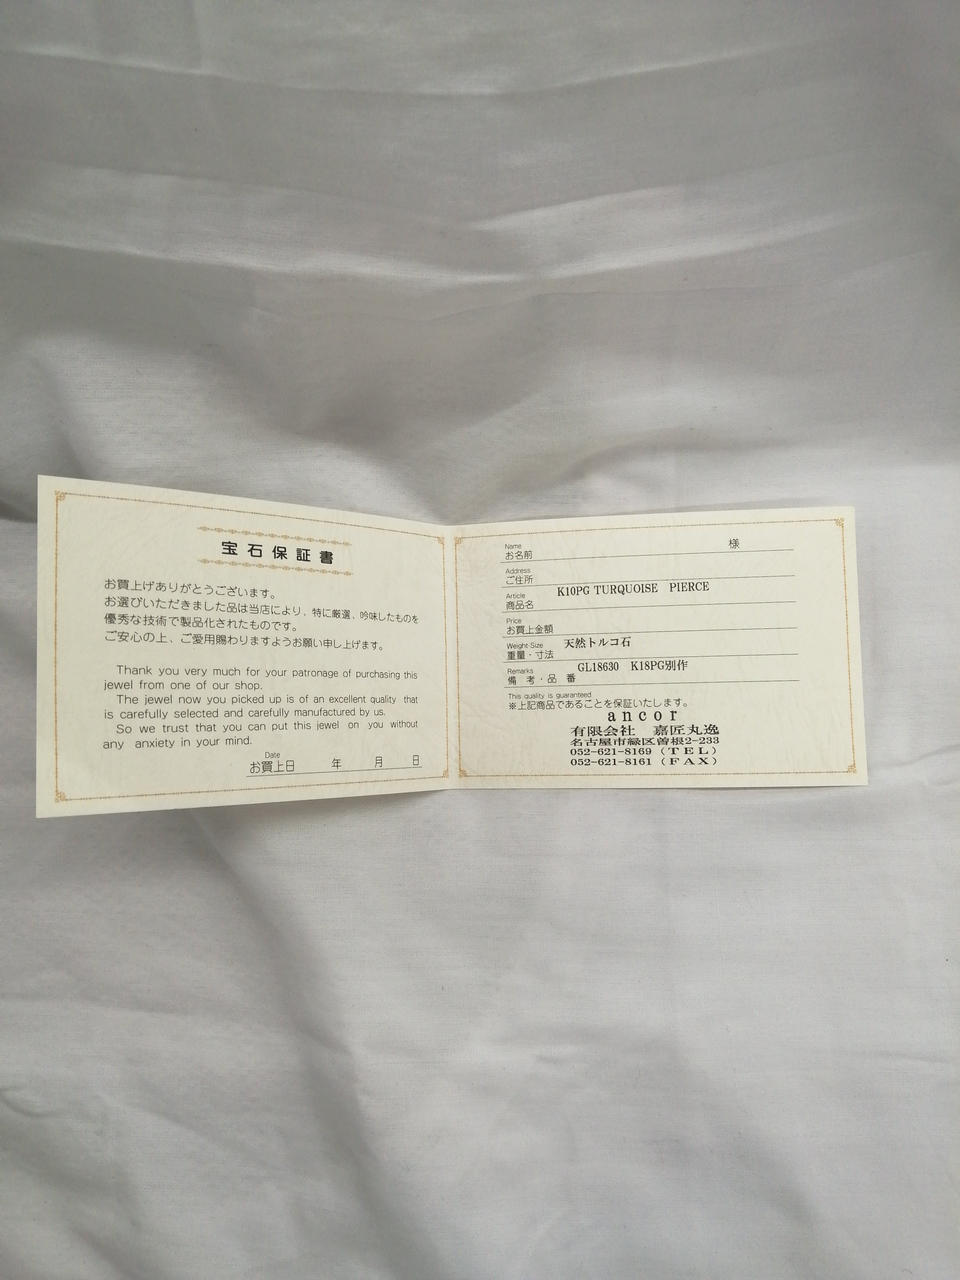 宝石保証書
お買上げありがとうございます。
お選びいただきました品は当店により、特に厳選、吟味したものを
優秀な技術で製品化されたものです。
ご安心の上、ご愛用賜わりますようお願い申し上げます。
Thank you very much for your patronage of purchasing this
jewel from one of our shop.
The jewel now you picked up is of an excellent quality that
is carefully selected and carefully manufactured by us.
So we trust that you can put this jewel on you without
any anxiety in your mind.
Date
お買上日 年 月 日
Name
お名前 様
Address
ご住所
Article
商品名 K10PG TURQUOISE PIERCE
Price
お買上金額
Weight·Size
重量・寸法 天然トルコ石
Remarks
備考・品番 GL18630 K18PG別作
This quality is guaranteed
※上記商品であることを保証いたします。
ancor
有限会社 嘉匠丸逸
名古屋市緑区曽根2-233
052-621-8169 (TEL)
052-621-8161 (FAX)